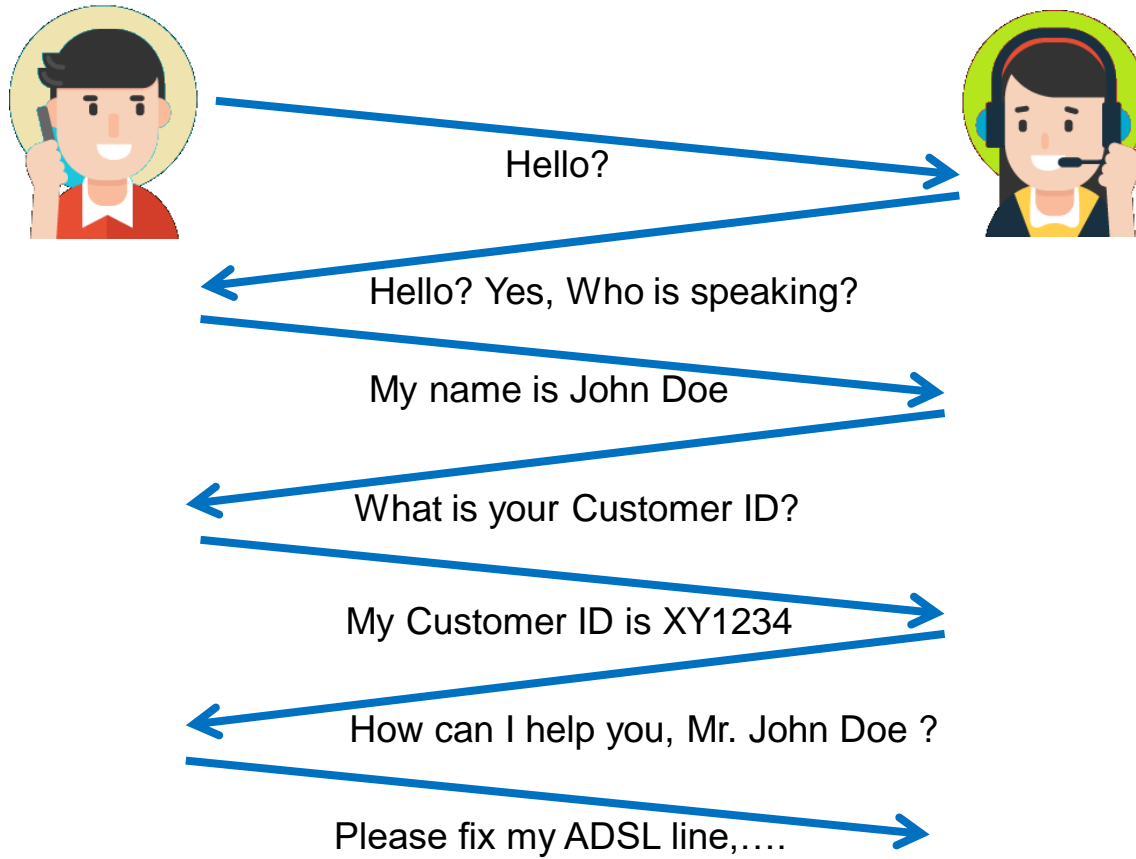 Hello?
Hello? Yes, Who is speaking?
My name is John Doe
What is your Customer ID?
My Customer ID is XY1234
How can I help you, Mr. John Doe ?
Please fix my ADSL line,….